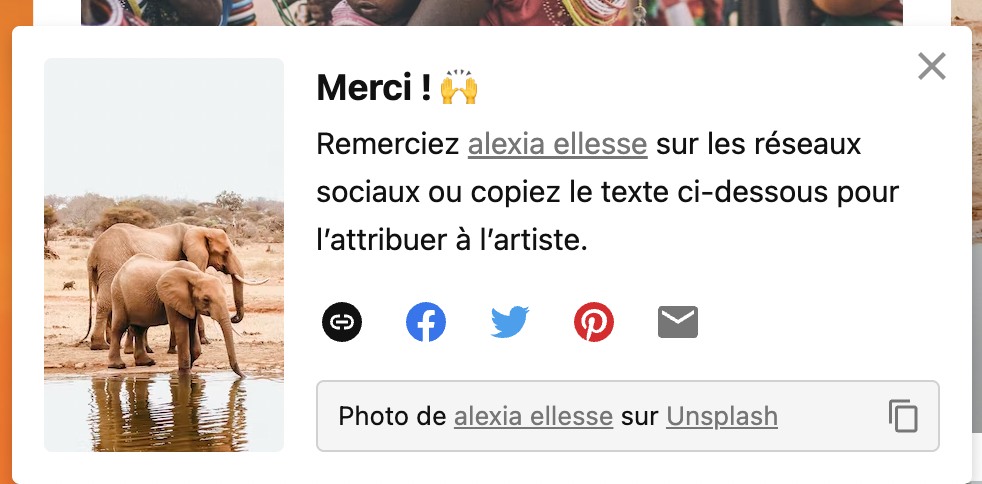 Merci ! 🙌
Remerciez alexia ellesse sur les réseaux
sociaux ou copiez le texte ci-dessous pour
l’attribuer à l’artiste.
Photo de alexia ellesse sur Unsplash